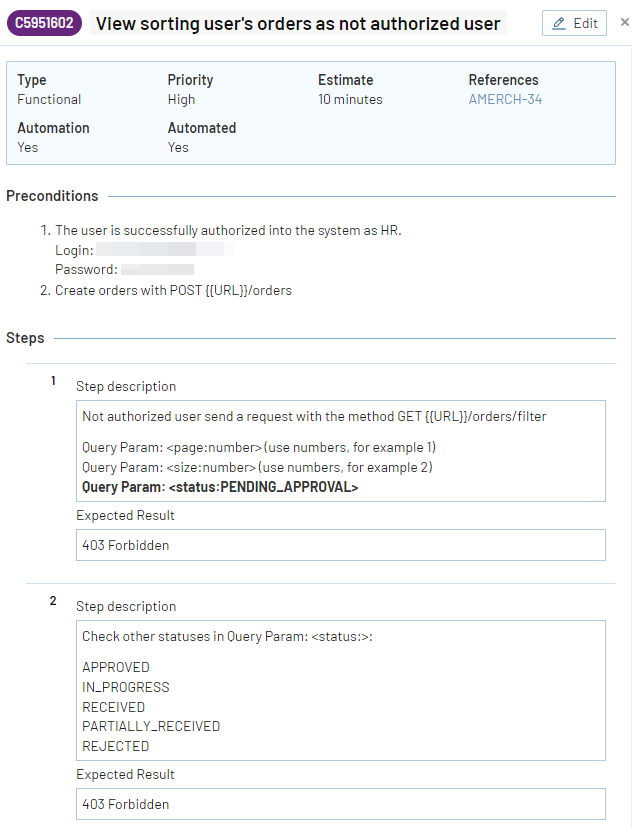 C5951602 View sorting user's orders as not authorized user Edit ×
Type Priority Estimate References
Functional High 10 minutes AMERCH-34
Automation Automated
Yes Yes
Preconditions
1. The user is successfully authorized into the system as HR.
Login:
Password:
2. Create orders with POST {{URL}}/orders
Steps
1 Step description
Not authorized user send a request with the method GET {{URL}}/orders/filter
Query Param: <page:number> (use numbers, for example 1)
Query Param: <size:number> (use numbers, for example 2)
Query Param: <status:PENDING_APPROVAL>
Expected Result
403 Forbidden
2 Step description
Check other statuses in Query Param: <status:>:
APPROVED
IN_PROGRESS
RECEIVED
PARTIALLY_RECEIVED
REJECTED
Expected Result
403 Forbidden